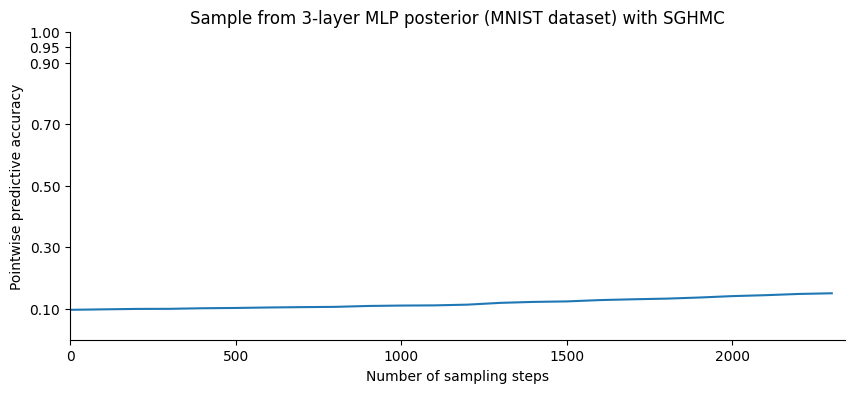 Sample from 3-layer MLP posterior (MNIST dataset) with SGHMC
Pointwise predictive accuracy
1.00
0.95
0.90
0.70
0.50
0.30
0.10
0 500 1000 1500 2000
Number of sampling steps